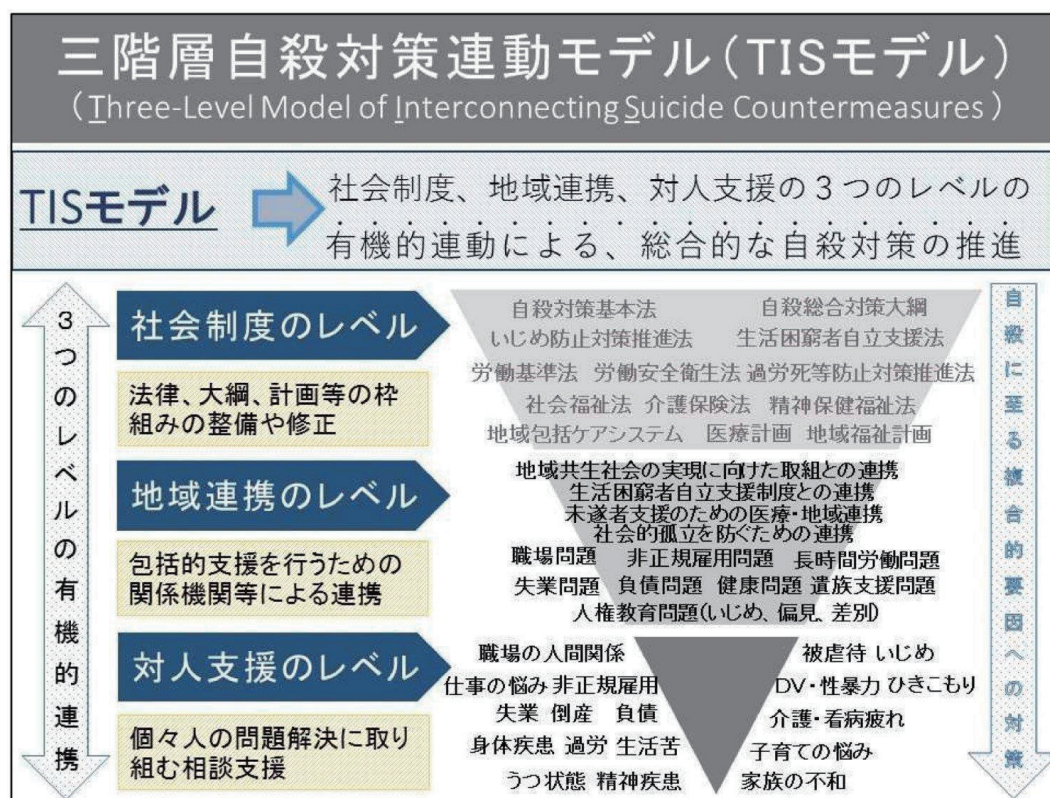 三階層自殺対策連動モデル(TISモデル)
(Three-Level Model of Interconnecting Suicide Countermeasures)
TISモデル
社会制度、地域連携、対人支援の3つのレベルの
有機的連動による、総合的な自殺対策の推進
3つのレベルの有機的連携
社会制度のレベル
法律、大綱、計画等の枠
組みの整備や修正
自殺対策基本法 自殺総合対策大綱
いじめ防止対策推進法 生活困窮者自立支援法
労働基準法 労働安全衛生法 過労死等防止対策推進法
社会福祉法 介護保険法 精神保健福祉法
地域包括ケアシステム 医療計画 地域福祉計画
地域連携のレベル
包括的支援を行うための
関係機関等による連携
地域共生社会の実現に向けた取組との連携
生活困窮者自立支援制度との連携
未遂者支援のための医療・地域連携
社会的孤立を防ぐための連携
職場問題 非正規雇用問題 長時間労働問題
失業問題 負債問題 健康問題 遺族支援問題
人権教育問題(いじめ、偏見、差別)
対人支援のレベル
個々人の問題解決に取り
組む相談支援
職場の人間関係 被虐待 いじめ
仕事の悩み 非正規雇用 DV・性暴力 ひきこもり
失業 倒産 負債 介護・看病疲れ
身体疾患 過労 生活苦 子育ての悩み
うつ状態 精神疾患 家族の不和
自殺に至る複合的要因への対策